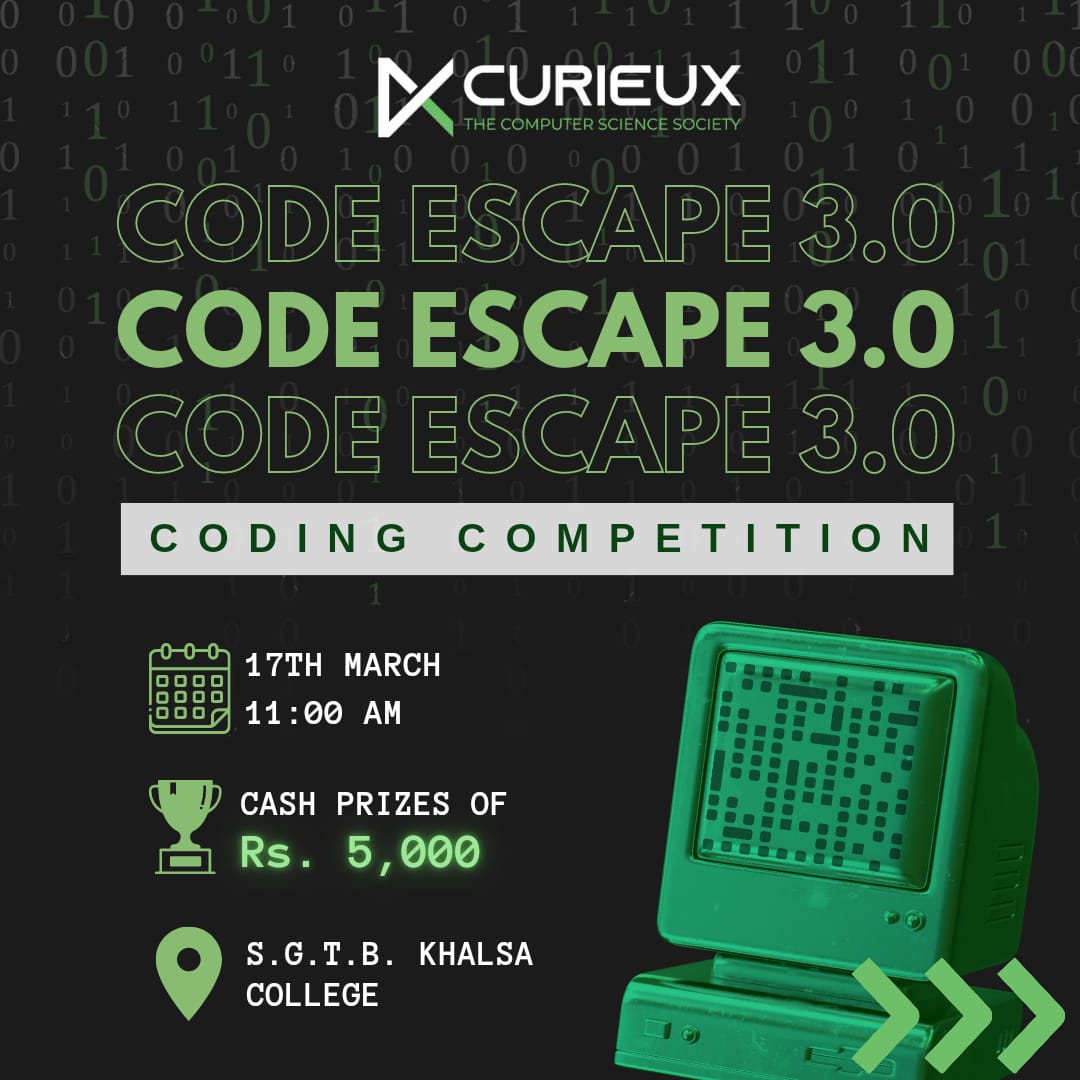 CURIEUX
THE COMPUTER SCIENCE SOCIETY
CODE ESCAPE 3.0
CODE ESCAPE 3.0
CODE ESCAPE 3.0
CODING COMPETITION
17TH MARCH
11:00 AM
CASH PRIZES OF
Rs. 5,000
S.G.T.B. KHALSA
COLLEGE